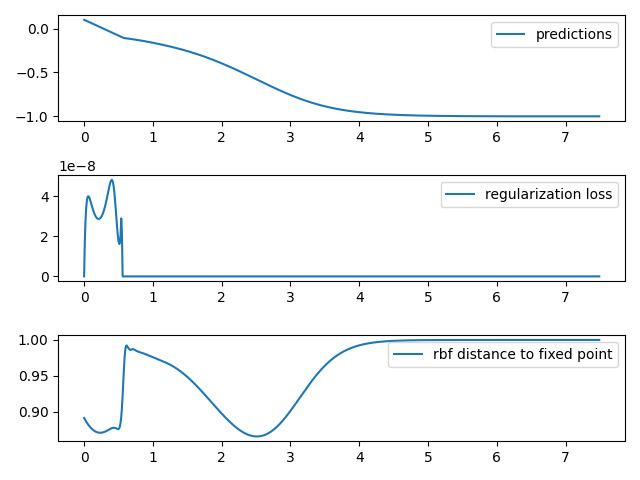 0.0
−0.5
−1.0
predictions
0 1 2 3 4 5 6 7
1e−8
4
2
0
regularization loss
0 1 2 3 4 5 6 7
1.00
0.95
0.90
rbf distance to fixed point
0 1 2 3 4 5 6 7